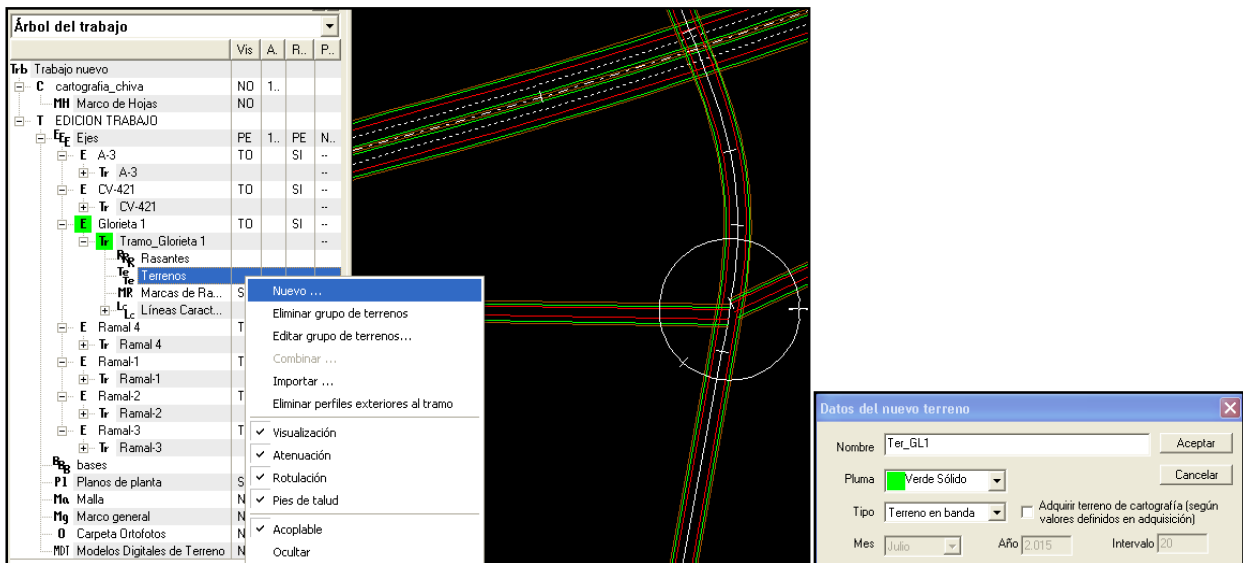 Árbol del trabajo
Vis A. R.. P..
Trb Trabajo nuevo
C cartografia_chiva NO 1..
MH Marco de Hojas NO
T EDICION TRABAJO
EEE Ejes PE 1.. PE N..
E A-3 TO SI --
Tr A-3 --
E CV-421 TO SI --
Tr CV-421 --
E Glorieta 1 TO SI --
Tr Tramo_Glorieta 1 --
RRR Rasantes
Te Te Terrenos
MR Marcas de Ra... S
Lc Lc Líneas Caract...
E Ramal 4 T
Tr Ramal 4
E Ramal-1 T
Tr Ramal-1
E Ramal-2 T
Tr Ramal-2
E Ramal-3 T
Tr Ramal-3
BBB bases
Pl Planos de planta S
Ma Malla N
Mg Marco general N
O Carpeta Ortofotos N
MDT Modelos Digitales de Terreno N
Nuevo ...
Eliminar grupo de terrenos
Editar grupo de terrenos...
Combinar ...
Importar ...
Eliminar perfiles exteriores al tramo
Visualización
Atenuación
Rotulación
Pies de talud
Acoplable
Ocultar
Datos del nuevo terreno
Nombre Ter_GL1 Aceptar
Pluma Verde Sólido Cancelar
Tipo Terreno en banda Adquirir terreno de cartografía (según
valores definidos en adquisición)
Mes Julio Año 2.015 Intervalo 20